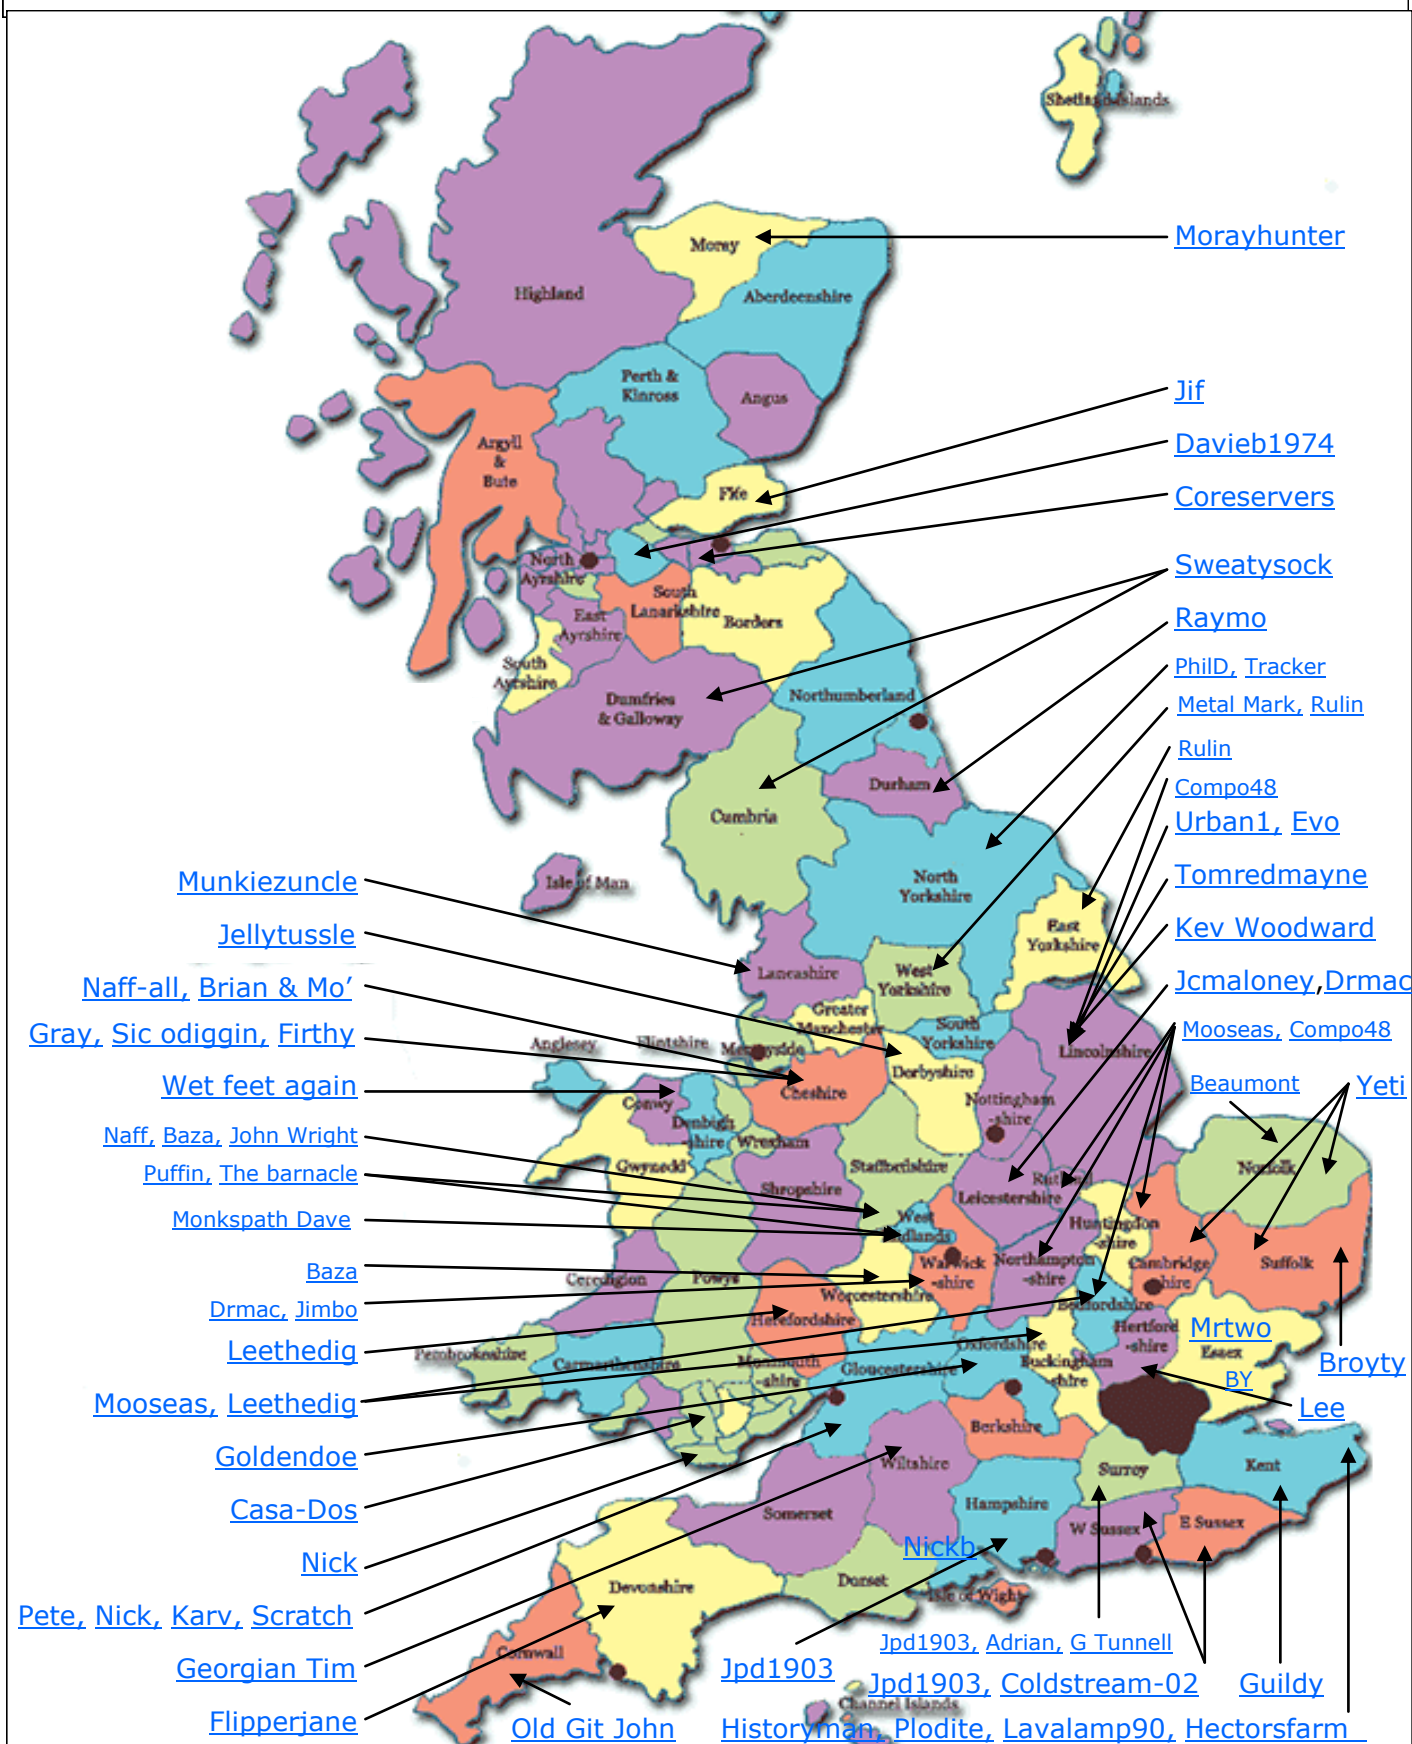 Shetland Islands
Morayhunter
Moray
Highland
Aberdeenshire
Perth &
Kinross
Angus
Jif
Argyll
&
Bute
Davieb1974
Fife
Coreservers
North
Ayrshire
Sweatysock
South
Lanarkshire
Borders
East
Ayrshire
Raymo
South
Ayrshire
PhilD, Tracker
Northumberland
Dumfries
& Galloway
Metal Mark, Rulin
Rulin
Durham
Compo48
Cumbria
Urban1, Evo
Munkiezuncle
Isle of Man
North
Yorkshire
Tomredmayne
Jellytussle
East
Yorkshire
Kev Woodward
Lancashire
West
Yorkshire
Naff-all, Brian & Mo’
Jcmaloney,Drmac
Greater
Manchester
Gray, Sic odiggin, Firthy
South
Yorkshire
Mooseas, Compo48
Anglesey
Flintshire
Merseyside
Lincolnshire
Derbyshire
Wet feet again
Cheshire
Beaumont
Yeti
Conwy
Nottingham
-shire
Denbigh
-shire
Wrexham
Naff, Baza, John Wright
Gwynedd
Staffordshire
Norfolk
Puffin, The barnacle
Shropshire
Rutland
Leicestershire
Monkspath Dave
West
Midlands
Huntingdon
-shire
Baza
Ceredigion
Powys
Warwick
-shire
Northampton
-shire
Cambridge
shire
Suffolk
Drmac, Jimbo
Worcestershire
Bedfordshire
Herefordshire
Hertford
-shire
Mrtwo
Leethedig
Pembrokeshire
Carmarthenshire
Monmouth
-shire
Gloucestershire
Oxfordshire
Buckingham
-shire
Essex
Broyty
BY
Mooseas, Leethedig
Lee
Goldendoe
Berkshire
Wiltshire
Surrey
Kent
Casa-Dos
Somerset
Hampshire
W Sussex
E Sussex
Nick
Nickb
Devonshire
Dorset
Isle of Wight
Pete, Nick, Karv, Scratch
Jpd1903, Adrian, G Tunnell
Cornwall
Georgian Tim
Jpd1903
Jpd1903, Coldstream-02
Guildy
Channel Islands
Flipperjane
Old Git John
Historyman, Plodite, Lavalamp90, Hectorsfarm